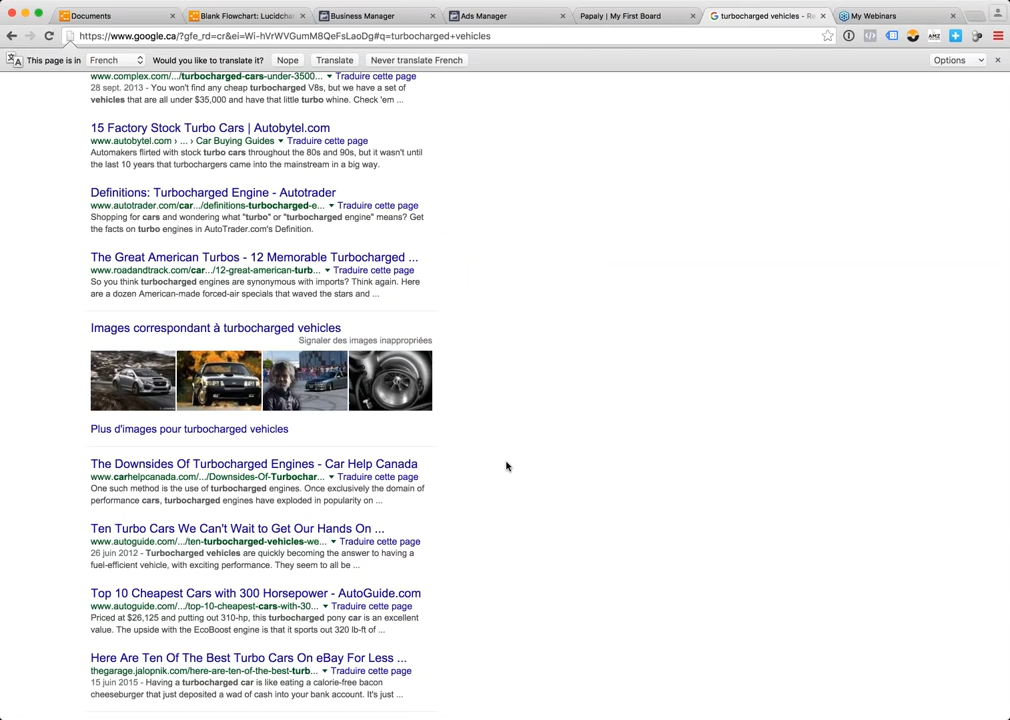 Documents
Blank Flowchart: Lucidchar
Business Manager
Ads Manager
Papaly | My First Board
turbocharged vehicles - Re
My Webinars
https://www.google.ca/?gfe_rd=cr&ei=Wi-hVrWVGumM8QeFsLaoDg#q=turbocharged+vehicles
This page is in French Would you like to translate it? Nope Translate Never translate French Options
www.complex.com/.../turbocharged-cars-under-3500... Traduire cette page
28 sept. 2013 - You won't find any cheap turbocharged V8s, but we have a set of
vehicles that are all under $35,000 and have that little turbo whine. Check 'em ...
15 Factory Stock Turbo Cars | Autobytel.com
www.autobytel.com › ... › Car Buying Guides Traduire cette page
Automakers flirted with stock turbo cars throughout the 80s and 90s, but it wasn't until
the last 10 years that turbochargers came into the mainstream in a big way.
Definitions: Turbocharged Engine - Autotrader
www.autotrader.com/car.../definitions-turbocharged-e... Traduire cette page
Shopping for cars and wondering what "turbo" or "turbocharged engine" means? Get
the facts on turbo engines in AutoTrader.com's Definition.
The Great American Turbos - 12 Memorable Turbocharged ...
www.roadandtrack.com/car.../12-great-american-turb... Traduire cette page
So you think turbocharged engines are synonymous with imports? Think again. Here
are a dozen American-made forced-air specials that waved the stars and ...
Images correspondant à turbocharged vehicles
Signaler des images inappropriées
Plus d'images pour turbocharged vehicles
The Downsides Of Turbocharged Engines - Car Help Canada
www.carhelpcanada.com/.../Downsides-Of-Turbochar... Traduire cette page
One such method is the use of turbocharged engines. Once exclusively the domain of
performance cars, turbocharged engines have exploded in popularity on ...
Ten Turbo Cars We Can't Wait to Get Our Hands On ...
www.autoguide.com/.../ten-turbocharged-vehicles-we... Traduire cette page
26 juin 2012 - Turbocharged vehicles are quickly becoming the answer to having a
fuel-efficient vehicle, with exciting performance. They seem to all be ...
Top 10 Cheapest Cars with 300 Horsepower - AutoGuide.com
www.autoguide.com/.../top-10-cheapest-cars-with-30... Traduire cette page
Priced at $26,125 and putting out 310-hp, this turbocharged pony car is an excellent
value. The upside with the EcoBoost engine is that it sports out 320 lb-ft of ...
Here Are Ten Of The Best Turbo Cars On eBay For Less ...
thegarage.jalopnik.com/here-are-ten-of-the-best-turb... Traduire cette page
15 juin 2015 - Having a turbocharged car is like eating a calorie-free bacon
cheeseburger that just deposited a wad of cash into your bank account. It's just ...